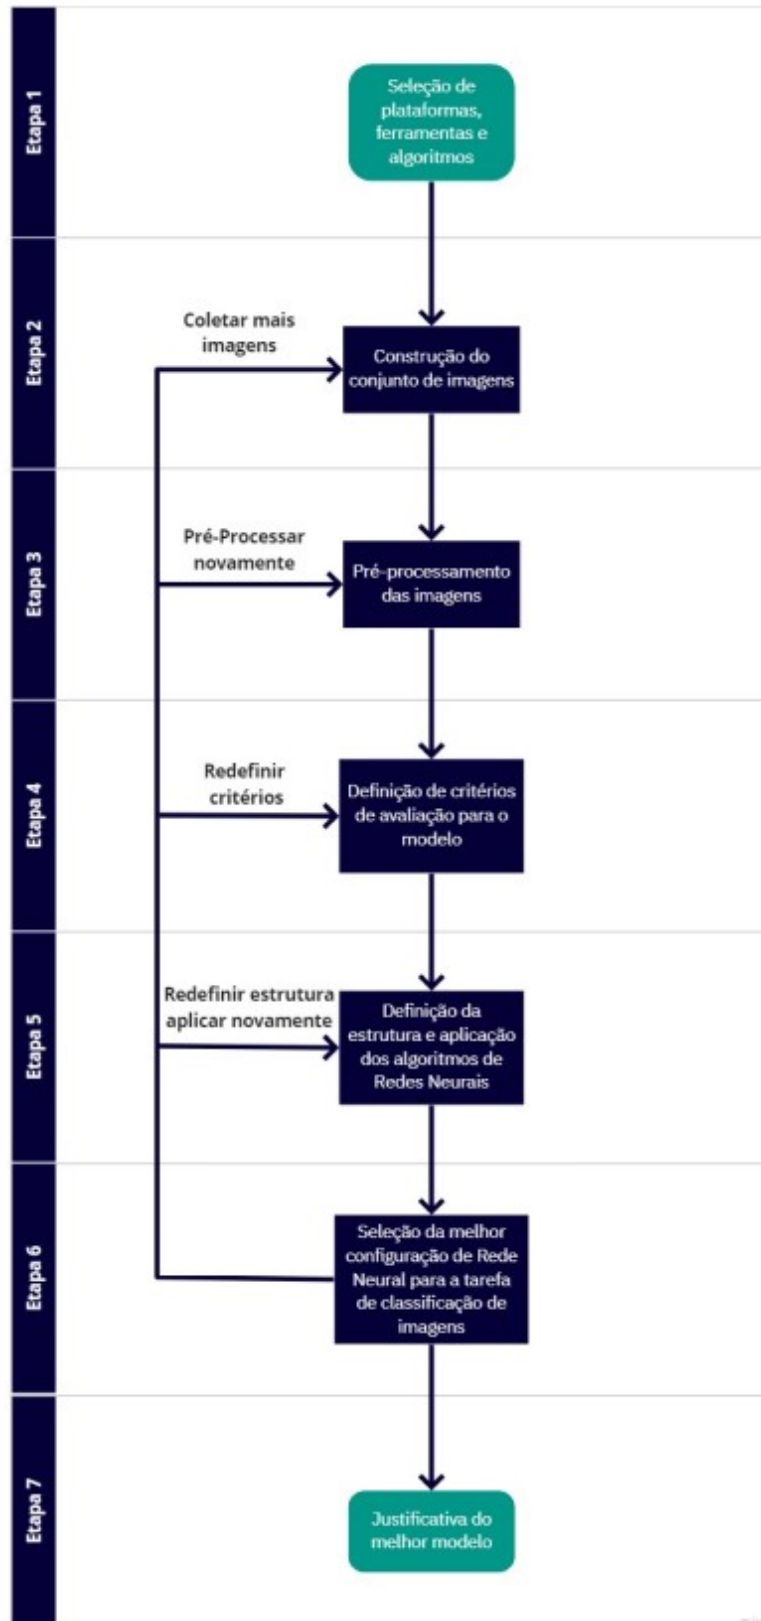 Etapa 1
Seleção de
plataformas,
ferramentas e
algoritmos
Etapa 2
Coletar mais
imagens
Construção do
conjunto de imagens
Etapa 3
Pré-Processar
novamente
Pré-processamento
das imagens
Etapa 4
Redefinir
critérios
Definição de critérios
de avaliação para o
modelo
Etapa 5
Redefinir estrutura
aplicar novamente
Definição da
estrutura e aplicação
dos algoritmos de
Redes Neurais
Etapa 6
Seleção da melhor
configuração de Rede
Neural para a tarefa
de classificação de
imagens
Etapa 7
Justificativa do
melhor modelo